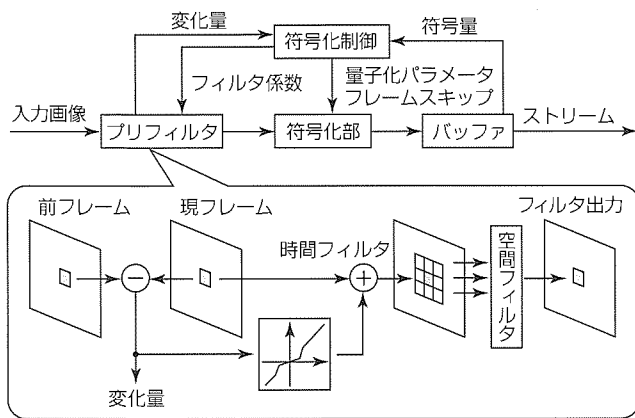 変化量
符号化制御
符号量
フィルタ係数
量子化パラメータ
フレームスキップ
入力画像
プリフィルタ
符号化部
バッファ
ストリーム
前フレーム
現フレーム
フィルタ出力
時間フィルタ
−
+
空間フィルタ
変化量